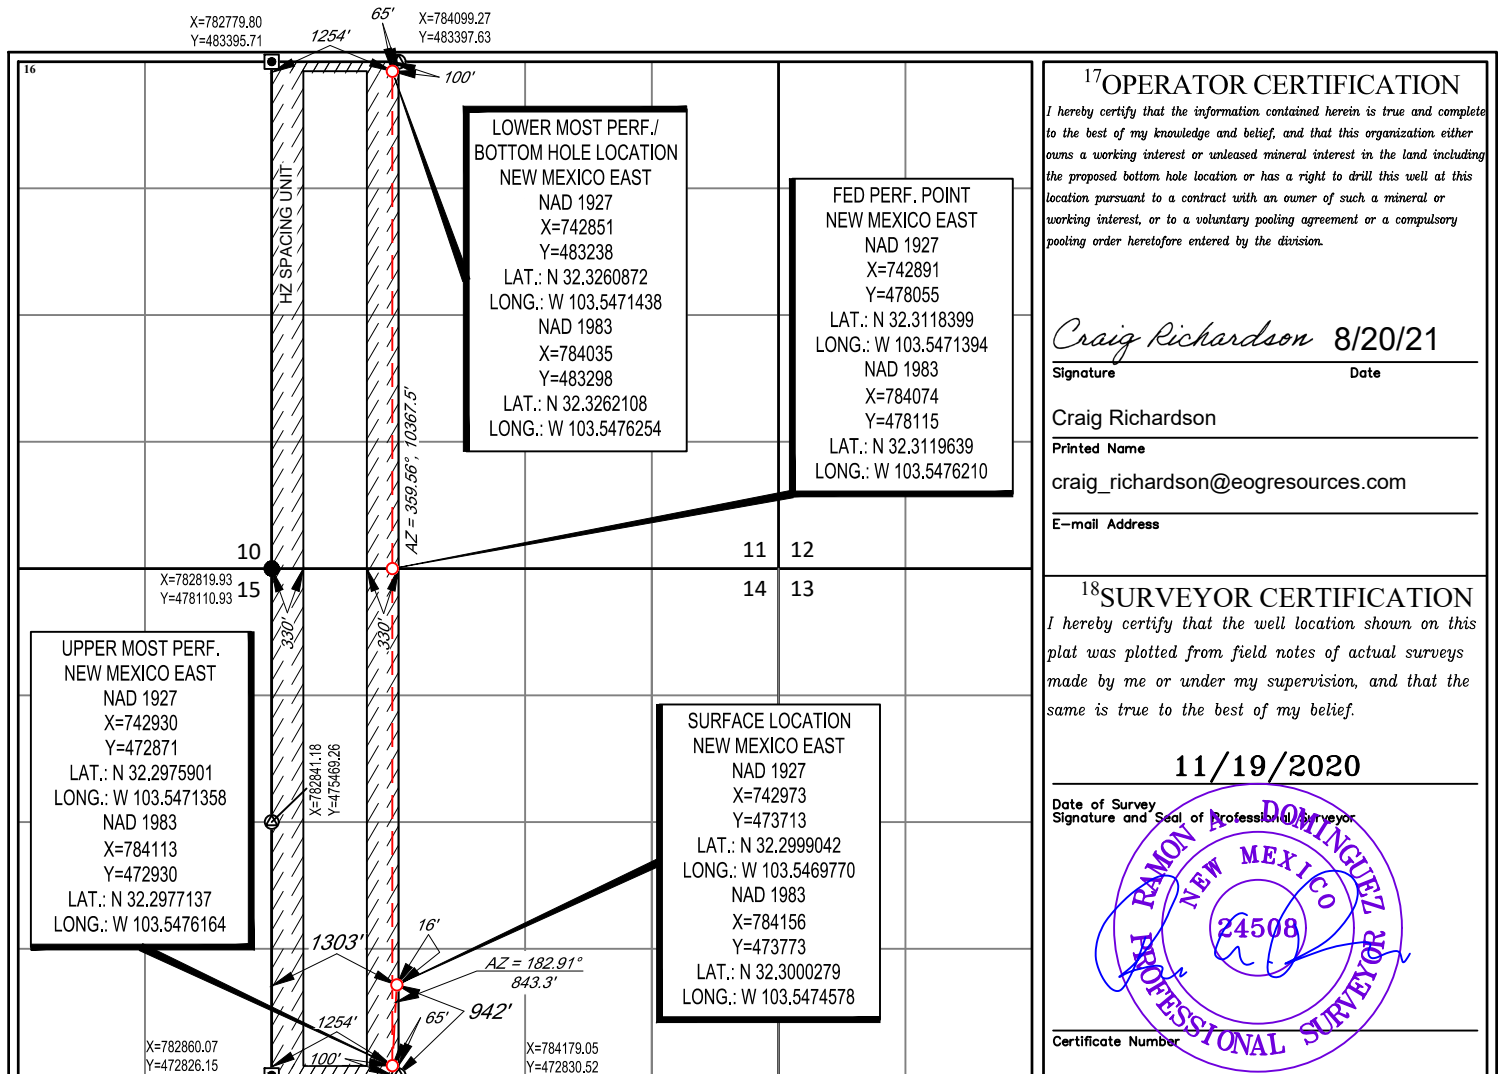 X=782779.80
Y=483395.71
1254'
65'
X=784099.27
Y=483397.63
100'
16
LOWER MOST PERF./
BOTTOM HOLE LOCATION
NEW MEXICO EAST
NAD 1927
X=742851
Y=483238
LAT.: N 32.3260872
LONG.: W 103.5471438
NAD 1983
X=784035
Y=483298
LAT.: N 32.3262108
LONG.: W 103.5476254
FED PERF. POINT
NEW MEXICO EAST
NAD 1927
X=742891
Y=478055
LAT.: N 32.3118399
LONG.: W 103.5471394
NAD 1983
X=784074
Y=478115
LAT.: N 32.3119639
LONG.: W 103.5476210
HZ SPACING UNIT
AZ = 359.56°, 10367.5'
10
11 12
X=782819.93
Y=478110.93
15
14 13
330'
330'
UPPER MOST PERF.
NEW MEXICO EAST
NAD 1927
X=742930
Y=472871
LAT.: N 32.2975901
LONG.: W 103.5471358
NAD 1983
X=784113
Y=472930
LAT.: N 32.2977137
LONG.: W 103.5476164
X=782841.18
Y=475469.26
SURFACE LOCATION
NEW MEXICO EAST
NAD 1927
X=742973
Y=473713
LAT.: N 32.2999042
LONG.: W 103.5469770
NAD 1983
X=784156
Y=473773
LAT.: N 32.3000279
LONG.: W 103.5474578
1303'
16'
AZ = 182.91°
843.3'
942'
65'
1254'
100'
X=782860.07
Y=472826.15
X=784179.05
Y=472830.52
17OPERATOR CERTIFICATION
I hereby certify that the information contained herein is true and complete
to the best of my knowledge and belief, and that this organization either
owns a working interest or unleased mineral interest in the land including
the proposed bottom hole location or has a right to drill this well at this
location pursuant to a contract with an owner of such a mineral or
working interest, or to a voluntary pooling agreement or a compulsory
pooling order heretofore entered by the division.
Craig Richardson 8/20/21
Signature Date
Craig Richardson
Printed Name
craig_richardson@eogresources.com
E-mail Address
18SURVEYOR CERTIFICATION
I hereby certify that the well location shown on this
plat was plotted from field notes of actual surveys
made by me or under my supervision, and that the
same is true to the best of my belief.
11/19/2020
Date of Survey
Signature and Seal of Professional Surveyor
RAMON A. DOMINGUEZ
NEW MEXICO
24508
PROFESSIONAL SURVEYOR
Certificate Number